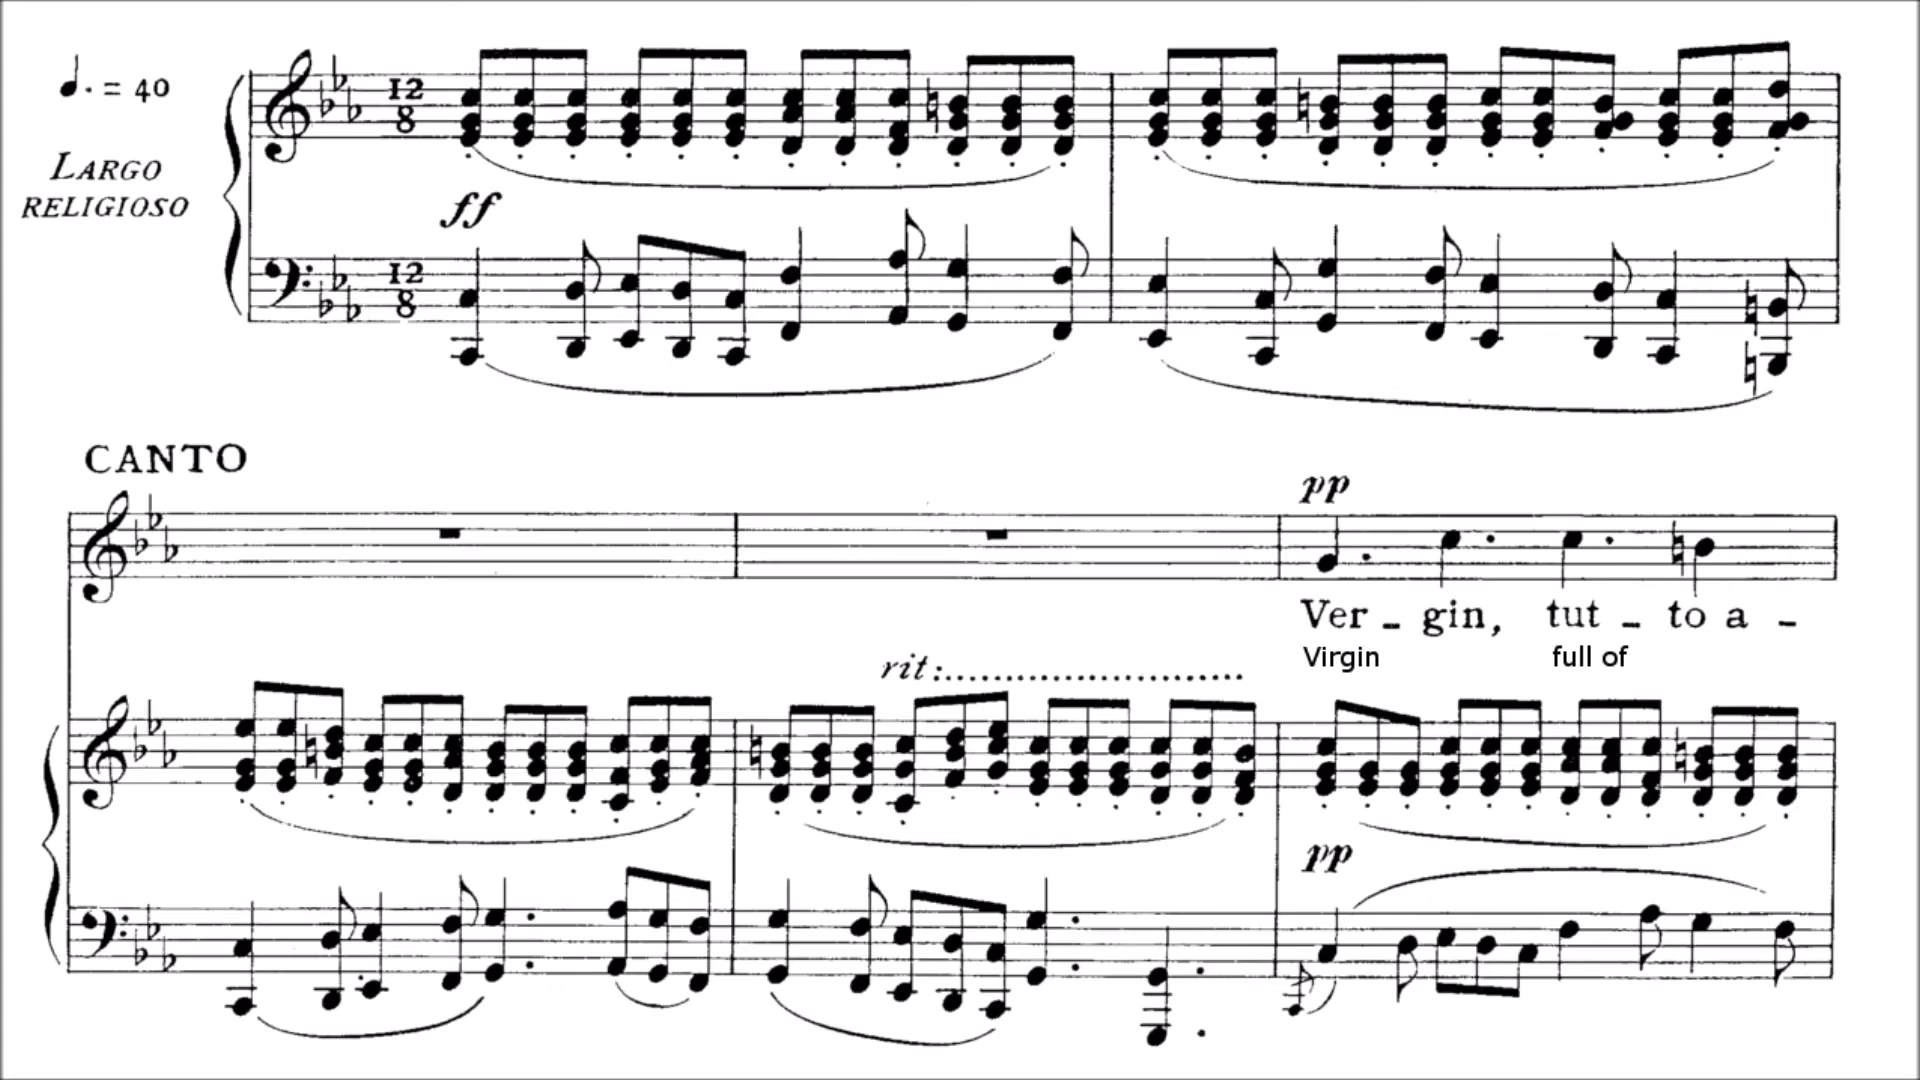 ♩. = 40
LARGO
RELIGIOSO
12
8
ff
12
8
CANTO
pp
Ver - gin, tut - to a -
Virgin full of
rit:........................
pp